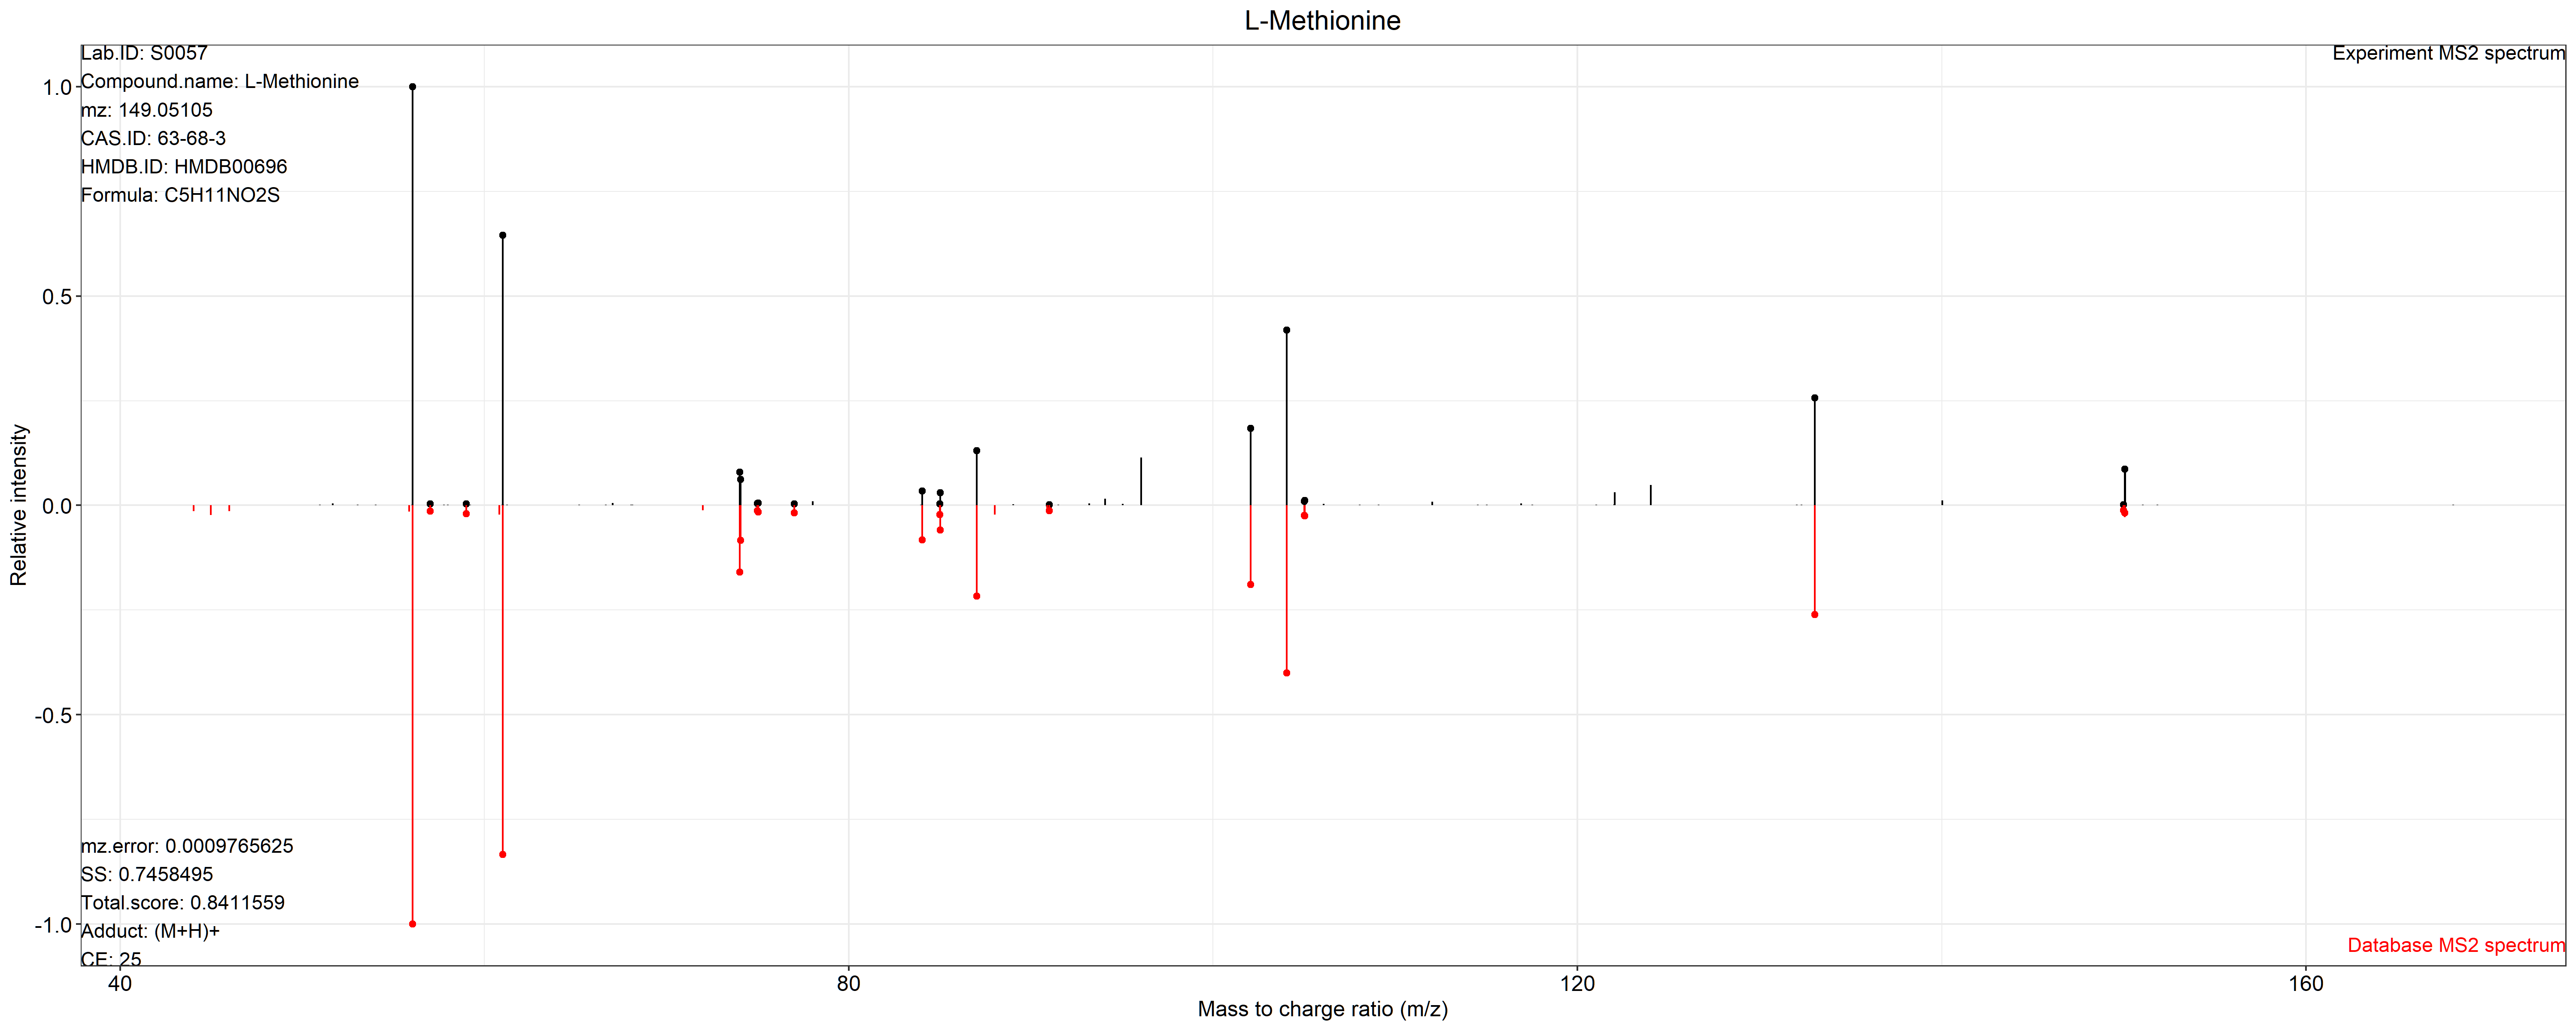 L-Methionine
Lab.ID: S0057
Experiment MS2 spectrum
Compound.name: L-Methionine
mz: 149.05105
CAS.ID: 63-68-3
HMDB.ID: HMDB00696
Formula: C5H11NO2S
1.0
0.5
0.0
-0.5
-1.0
Relative intensity
mz.error: 0.0009765625
SS: 0.7458495
Total.score: 0.8411559
Adduct: (M+H)+
CE: 25
Database MS2 spectrum
40 80 120 160
Mass to charge ratio (m/z)